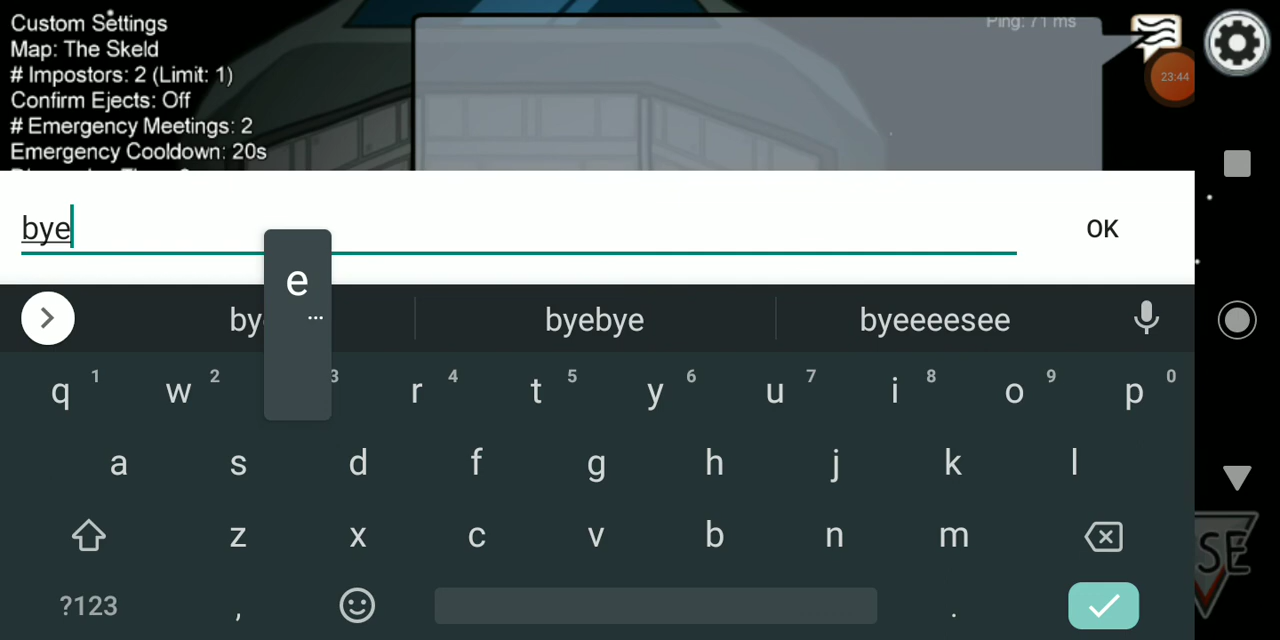 Custom Settings
Map: The Skeld
# Impostors: 2 (Limit: 1)
Confirm Ejects: Off
# Emergency Meetings: 2
Emergency Cooldown: 20s
Ping: 71 ms
23:44
bye
OK
e
...
by
byebye
byeeeesee
q 1 w 2 3 r 4 t 5 y 6 u 7 i 8 o 9 p 0
a s d f g h j k l
z x c v b n m
?123 , .
SE